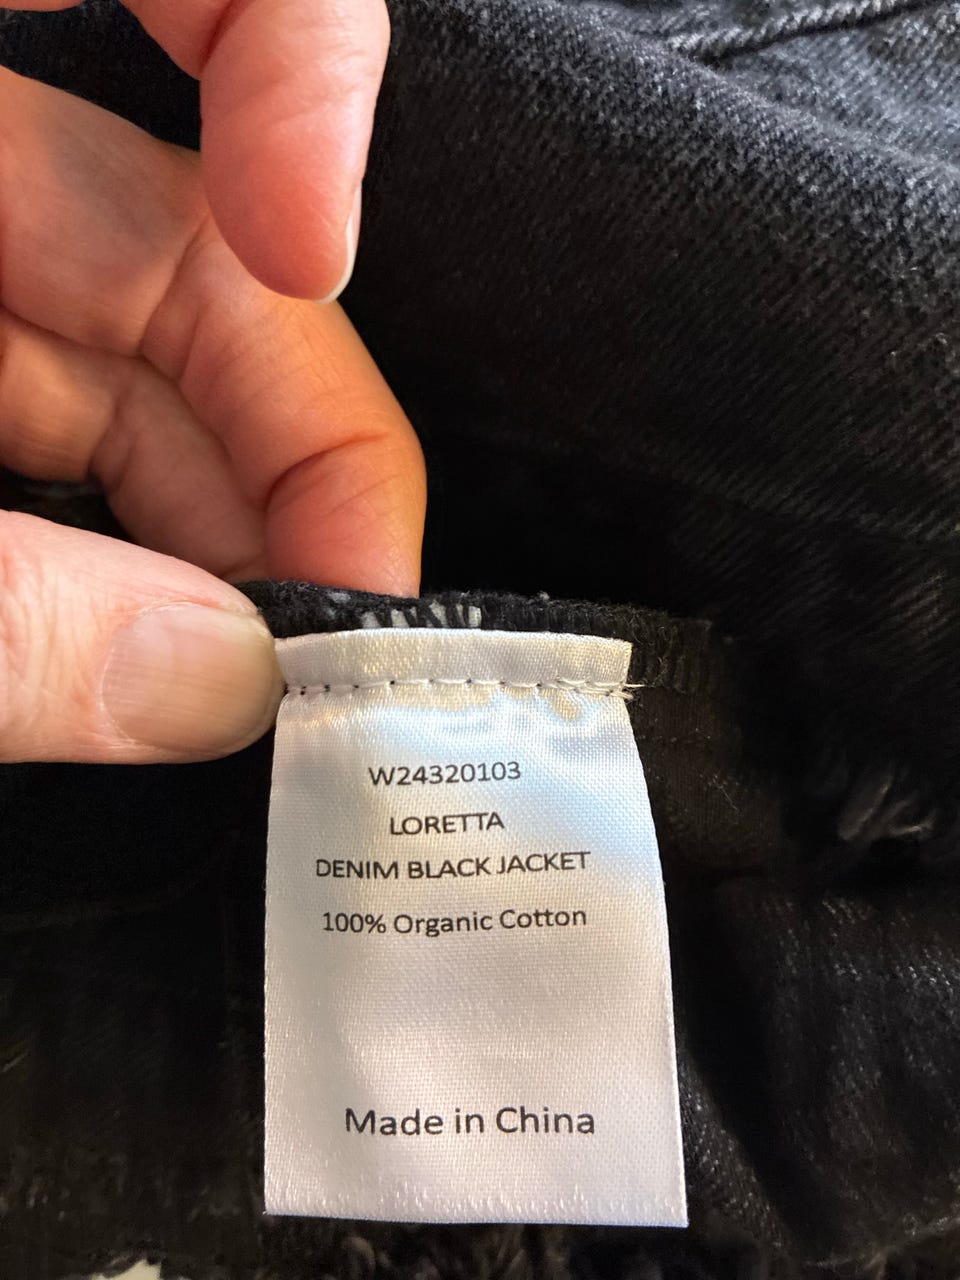 W24320103
LORETTA
DENIM BLACK JACKET
100% Organic Cotton
Made in China